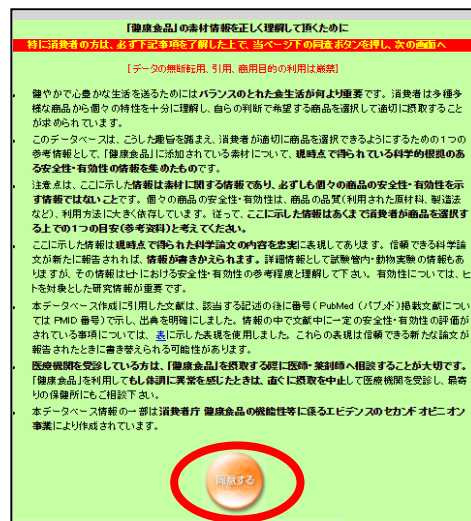 「健康食品」の素材情報を正しく理解して頂くために
特に消費者の方は、必ず下記事項を了解した上で、当ページ下の同意ボタンを押し、次の画面へ
[データの無断転用、引用、商用目的の利用は厳禁]
• 健やかで心豊かな生活を送るためにはバランスのとれた食生活が何より重要です。消費者は多種多
様な商品から個々の特性を十分に理解し、自らの判断で希望する商品を選択して適切に摂取すること
が求められています。
• このデータベースは、こうした趣旨を踏まえ、消費者が適切に商品を選択できるようにするための1つの
参考情報として、「健康食品」に添加されている素材について、現時点で得られている科学的根拠のあ
る安全性・有効性の情報を集めたものです。
• 注意点は、ここに示した情報は素材に関する情報であり、必ずしも個々の商品の安全性・有効性を示
す情報ではないことです。個々の商品の安全性・有効性は、商品の品質(利用された原材料、製造法
など)、利用方法に大きく依存しています。従って、ここに示した情報はあくまで消費者が商品を選択す
る上での1つの目安(参考資料)と考えてください。
• ここに示した情報は現時点で得られた科学論文の内容を忠実に表現してあります。信頼できる科学論
文が新たに報告されれば、情報が書きかえられます。詳細情報として試験管内・動物実験の情報もあ
りますが、その情報はヒトにおける安全性・有効性の参考程度と理解して下さい。有効性については、ヒ
トを対象とした研究情報が重要です。
• 本データベース作成に引用した文献は、該当する記述の後に番号(PubMed(パブメド)掲載文献につい
ては PMID 番号)で示し、出典を明確にしました。情報の中で文献中に一定の安全性・有効性の評価が
されている事項については、表に示した表現を使用しました。これらの表現は信頼できる新たな論文が
報告されたときに書き替えられる可能性があります。
• 医療機関を受診している方は、「健康食品」を摂取する際に医師・薬剤師へ相談することが大切です。
「健康食品」を利用してもし体調に異常を感じたときは、直ぐに摂取を中止して医療機関を受診し、最寄
りの保健所にもご相談下さい。
• 本データベース情報の一部は消費者庁 健康食品の機能性等に係るエビデンスのセカンド オピニオン
事業により作成されています。
同意する